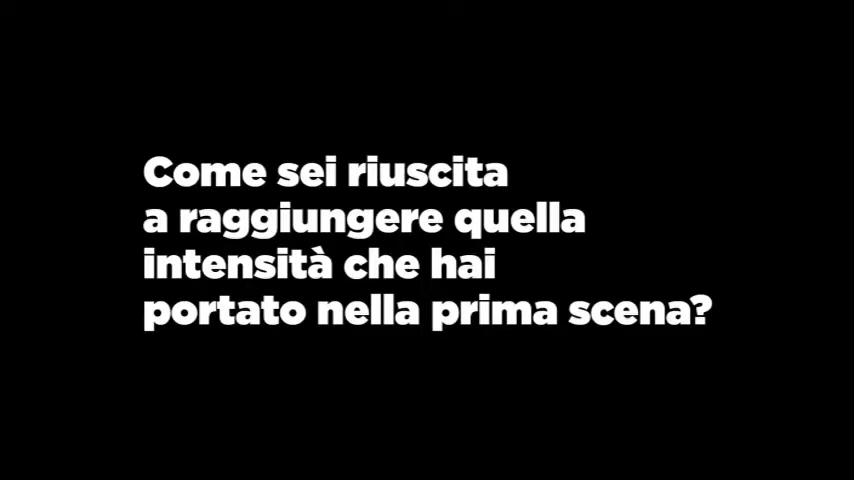 Come sei riuscita
a raggiungere quella
intensità che hai
portato nella prima scena?